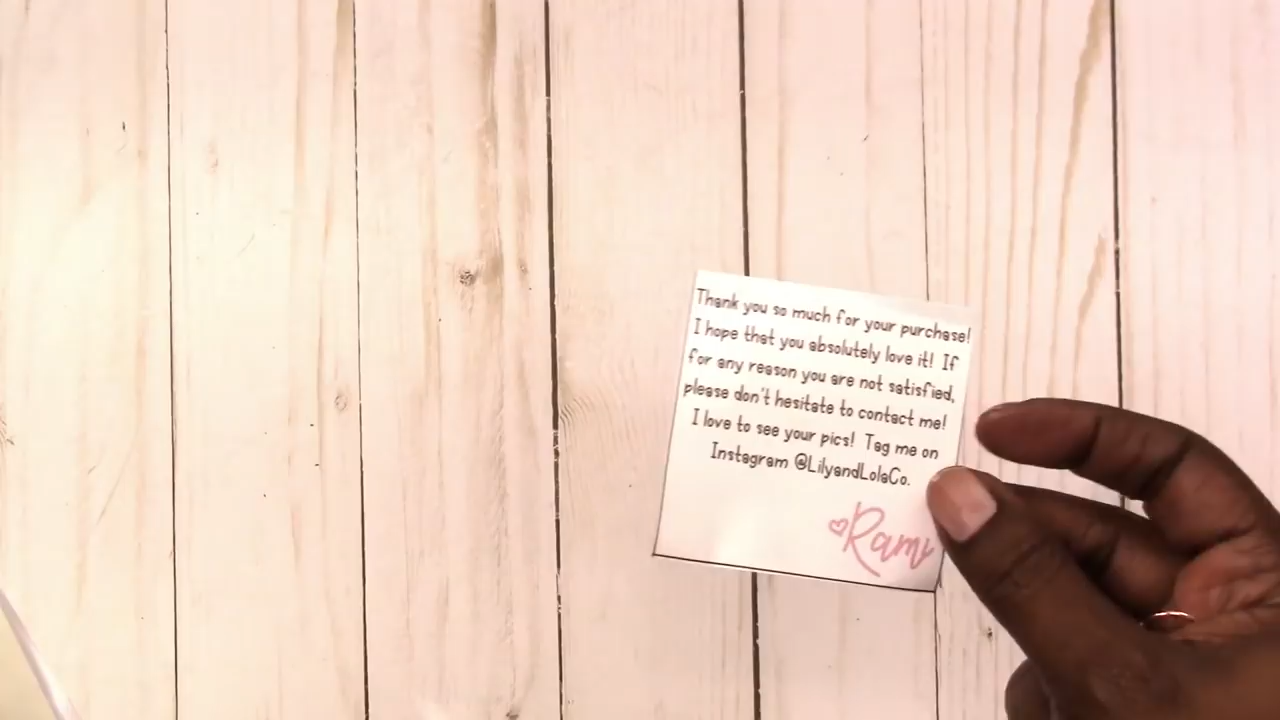 Thank you so much for your purchase!
I hope that you absolutely love it! If
for any reason you are not satisfied,
please don't hesitate to contact me!
I love to see your pics! Tag me on
Instagram @LilyandLolaCo.
Rami